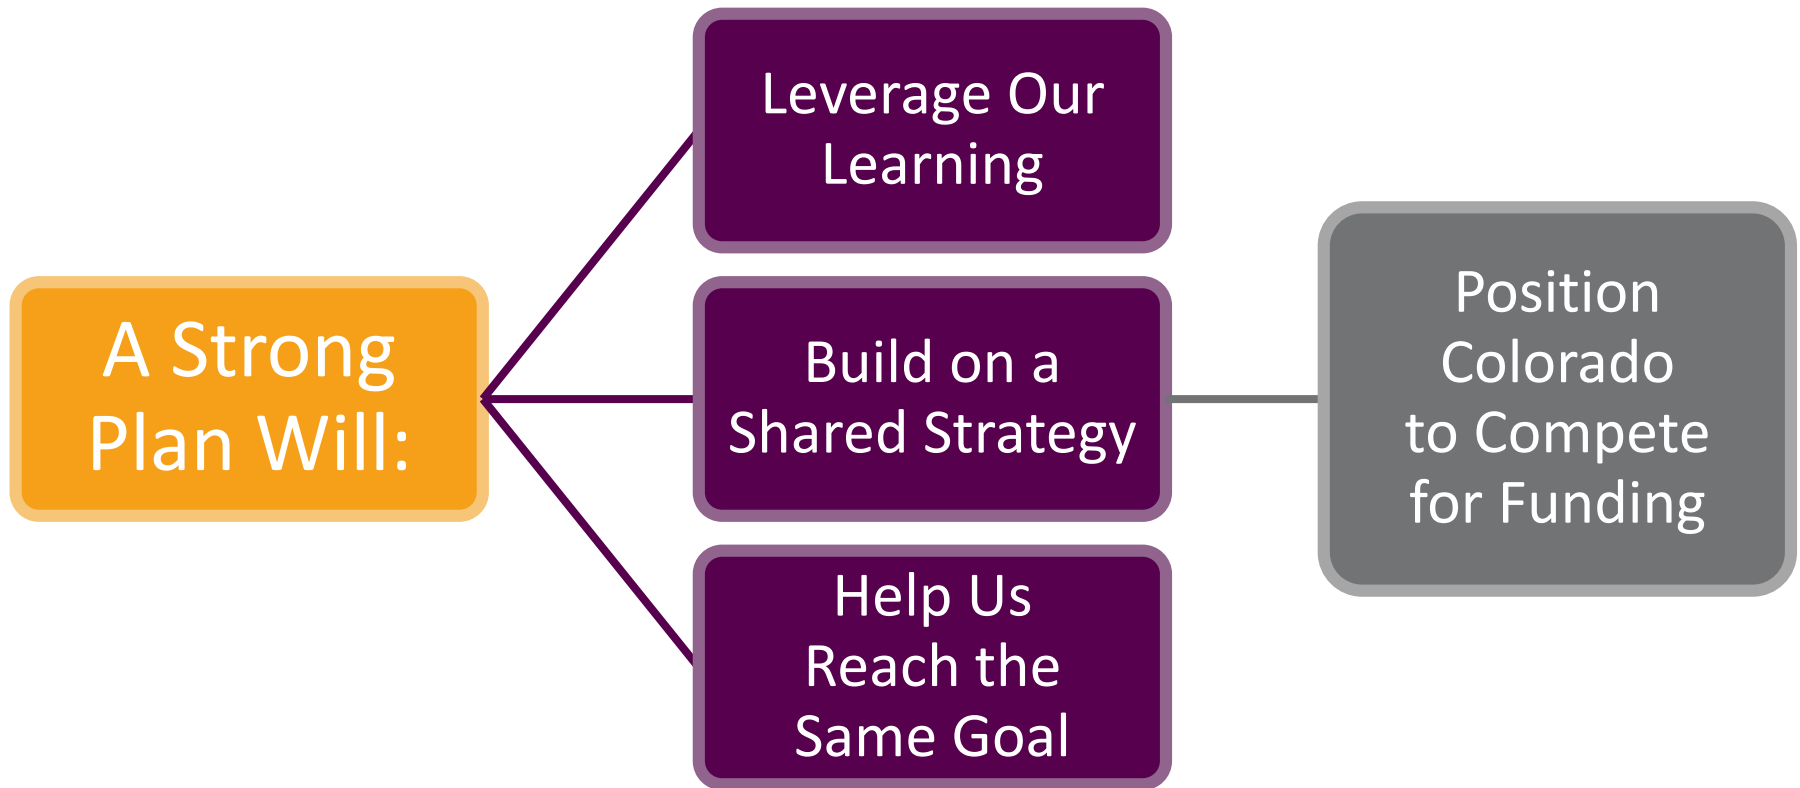 A Strong
Plan Will:
Leverage Our
Learning
Build on a
Shared Strategy
Help Us
Reach the
Same Goal
Position
Colorado
to Compete
for Funding